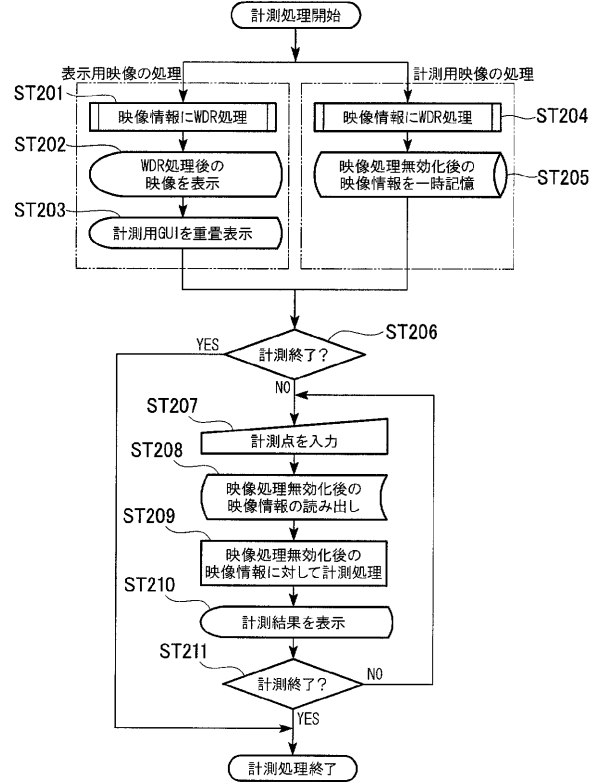 計測処理開始
表示用映像の処理
計測用映像の処理
ST201
映像情報にWDR処理
映像情報にWDR処理
ST204
ST202
WDR処理後の
映像を表示
映像処理無効化後の
映像情報を一時記憶
ST205
ST203
計測用GUIを重畳表示
ST206
計測終了?
YES
NO
ST207
計測点を入力
ST208
映像処理無効化後の
映像情報の読み出し
ST209
映像処理無効化後の
映像情報に対して計測処理
ST210
計測結果を表示
ST211
計測終了?
NO
YES
計測処理終了